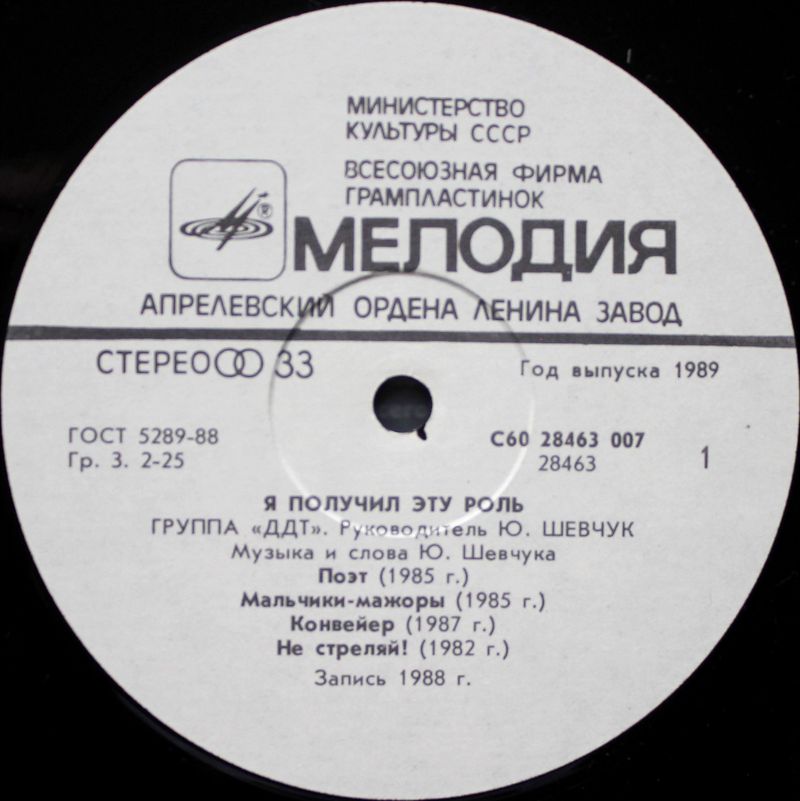 МИНИСТЕРСТВО
КУЛЬТУРЫ СССР
ВСЕСОЮЗНАЯ ФИРМА
ГРАМПЛАСТИНОК
МЕЛОДИЯ
АПРЕЛЕВСКИЙ ОРДЕНА ЛЕНИНА ЗАВОД
СТЕРЕО 33
Год выпуска 1989
ГОСТ 5289-88
Гр. 3. 2-25
С60 28463 007
28463
1
Я ПОЛУЧИЛ ЭТУ РОЛЬ
ГРУППА «ДДТ». Руководитель Ю. ШЕВЧУК
Музыка и слова Ю. Шевчука
Поэт (1985 г.)
Мальчики-мажоры (1985 г.)
Конвейер (1987 г.)
Не стреляй! (1982 г.)
Запись 1988 г.